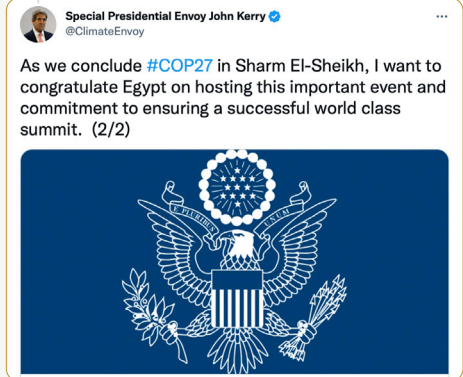 Special Presidential Envoy John Kerry
@ClimateEnvoy
As we conclude #COP27 in Sharm El-Sheikh, I want to
congratulate Egypt on hosting this important event and
commitment to ensuring a successful world class
summit. (2/2)
E PLURIBUS UNUM